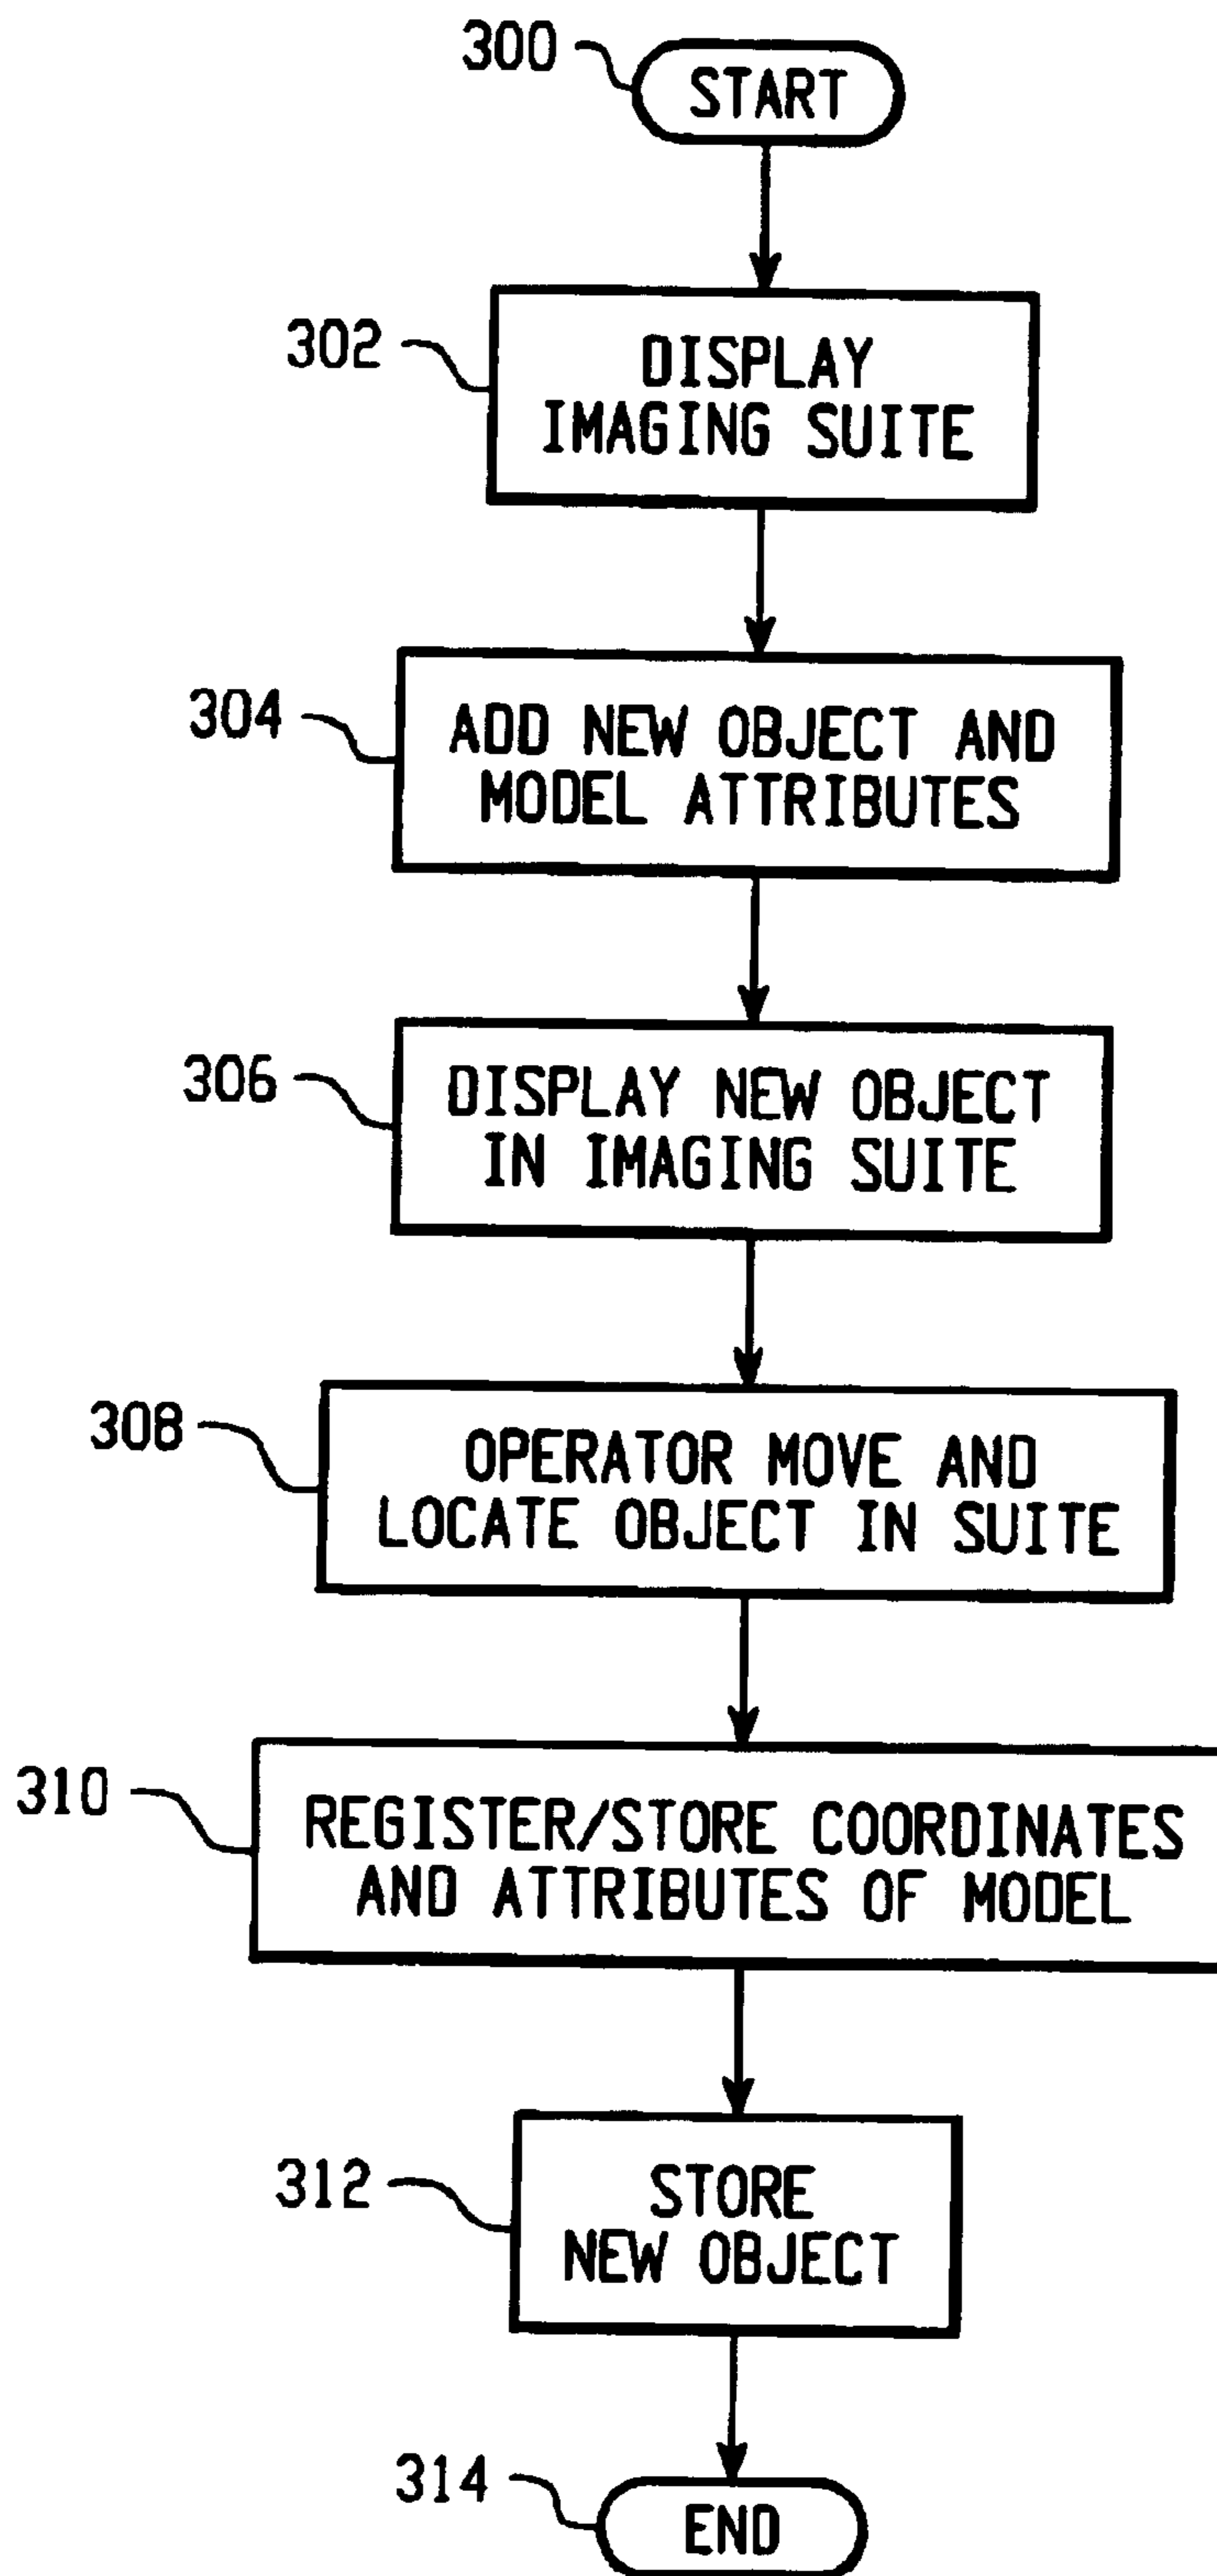 300
START
302
DISPLAY
IMAGING SUITE
304
ADD NEW OBJECT AND
MODEL ATTRIBUTES
306
DISPLAY NEW OBJECT
IN IMAGING SUITE
308
OPERATOR MOVE AND
LOCATE OBJECT IN SUITE
310
REGISTER/STORE COORDINATES
AND ATTRIBUTES OF MODEL
312
STORE
NEW OBJECT
314
END